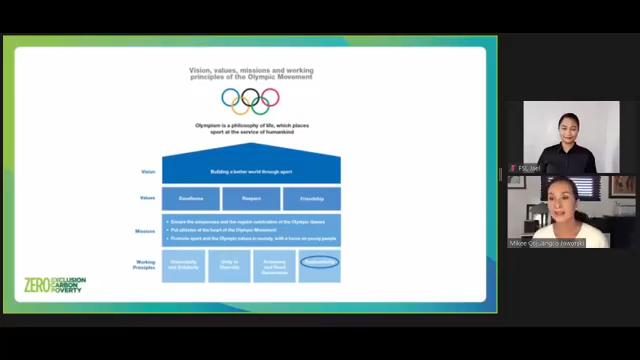 Vision, values, missions and working
principles of the Olympic Movement
Olympism is a philosophy of life, which places
sport at the service of humankind
Vision
Building a better world through sport
Values
Excellence
Respect
Friendship
Missions
• Ensure the uniqueness and the regular celebration of the Olympic Games
• Put athletes at the heart of the Olympic Movement
• Promote sport and the Olympic values in society, with a focus on young people
Working
Principles
Universality
and Solidarity
Unity in
Diversity
Autonomy
and Good
Governance
Sustainability
ZERO
EXCLUSION
CARBON
POVERTY
FSL Joel
Mikee Cojuangco Jaworski